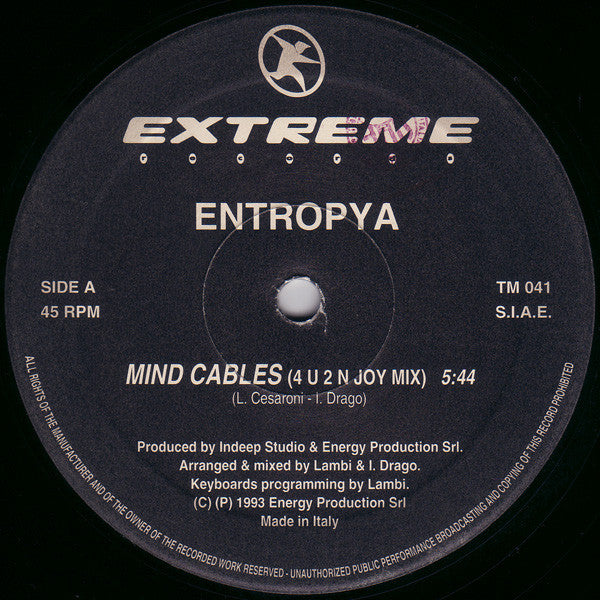 EXTREME
records
ENTROPYA
SIDE A
45 RPM
TM 041
S.I.A.E.
MIND CABLES (4 U 2 N JOY MIX) 5:44
(L. Cesaroni - I. Drago)
Produced by Indeep Studio & Energy Production Srl.
Arranged & mixed by Lambi & I. Drago.
Keyboards programming by Lambi.
(C) (P) 1993 Energy Production Srl
Made in Italy
ALL RIGHTS OF THE MANUFACTURER AND OF THE OWNER OF THE RECORDED WORK RESERVED - UNAUTHORIZED PUBLIC PERFORMANCE BROADCASTING AND COPYING OF THIS RECORD PROHIBITED